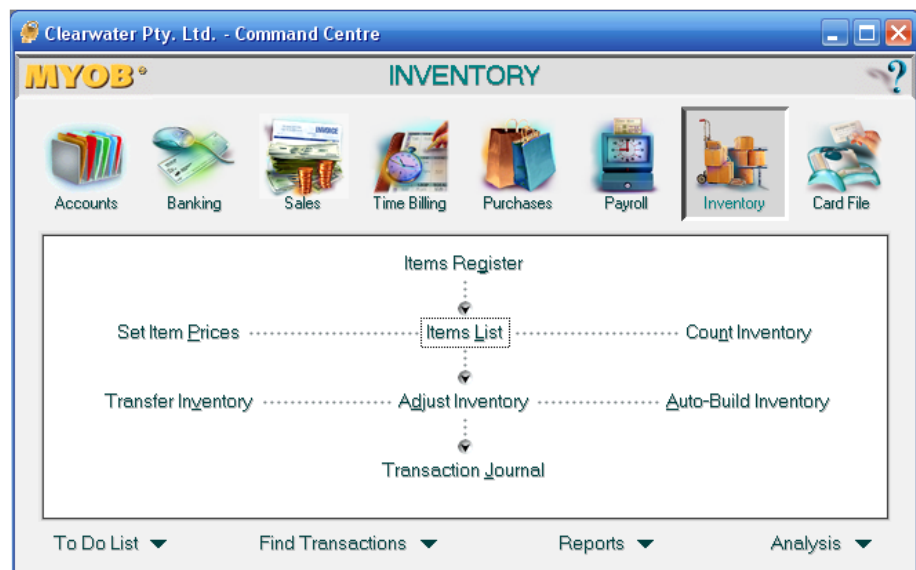 Clearwater Pty. Ltd. - Command Centre
MYOB INVENTORY
Accounts Banking Sales Time Billing Purchases Payroll Inventory Card File
Items Register
Set Item Prices Items List Count Inventory
Transfer Inventory Adjust Inventory Auto-Build Inventory
Transaction Journal
To Do List Find Transactions Reports Analysis